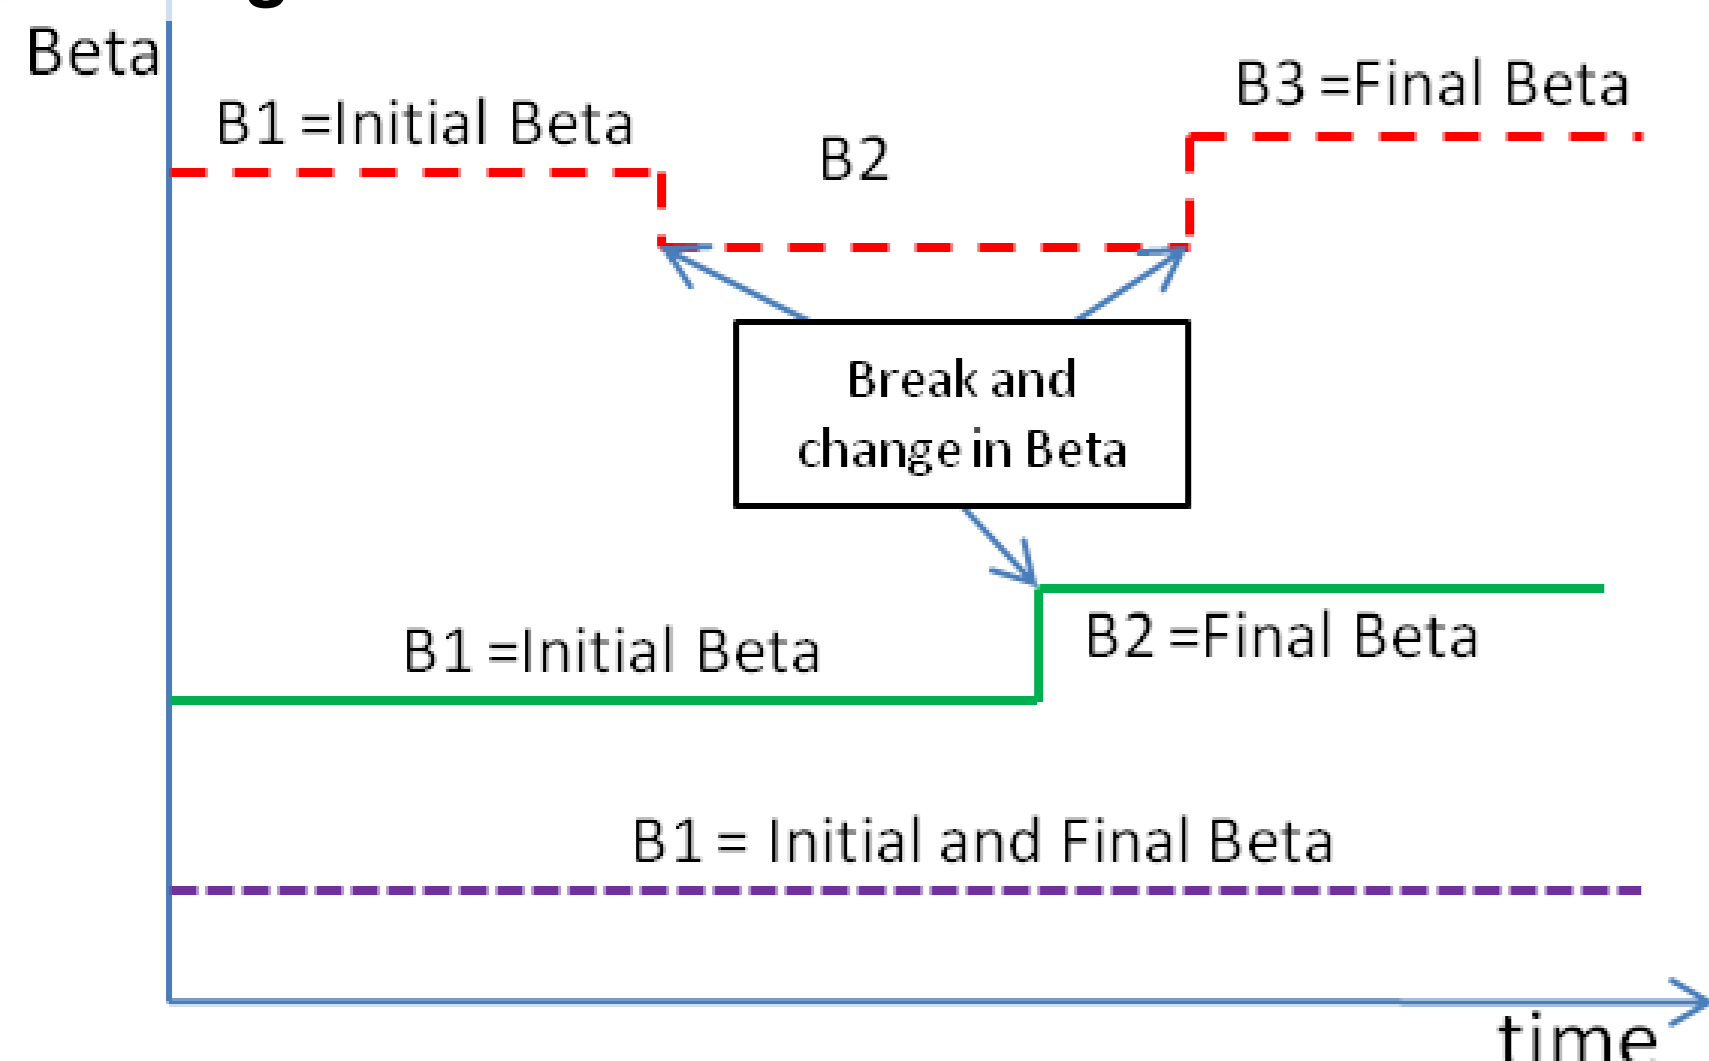 Beta
B1 =Initial Beta
B2
B3 =Final Beta
Break and
change in Beta
B1 =Initial Beta
B2 =Final Beta
B1 = Initial and Final Beta
time